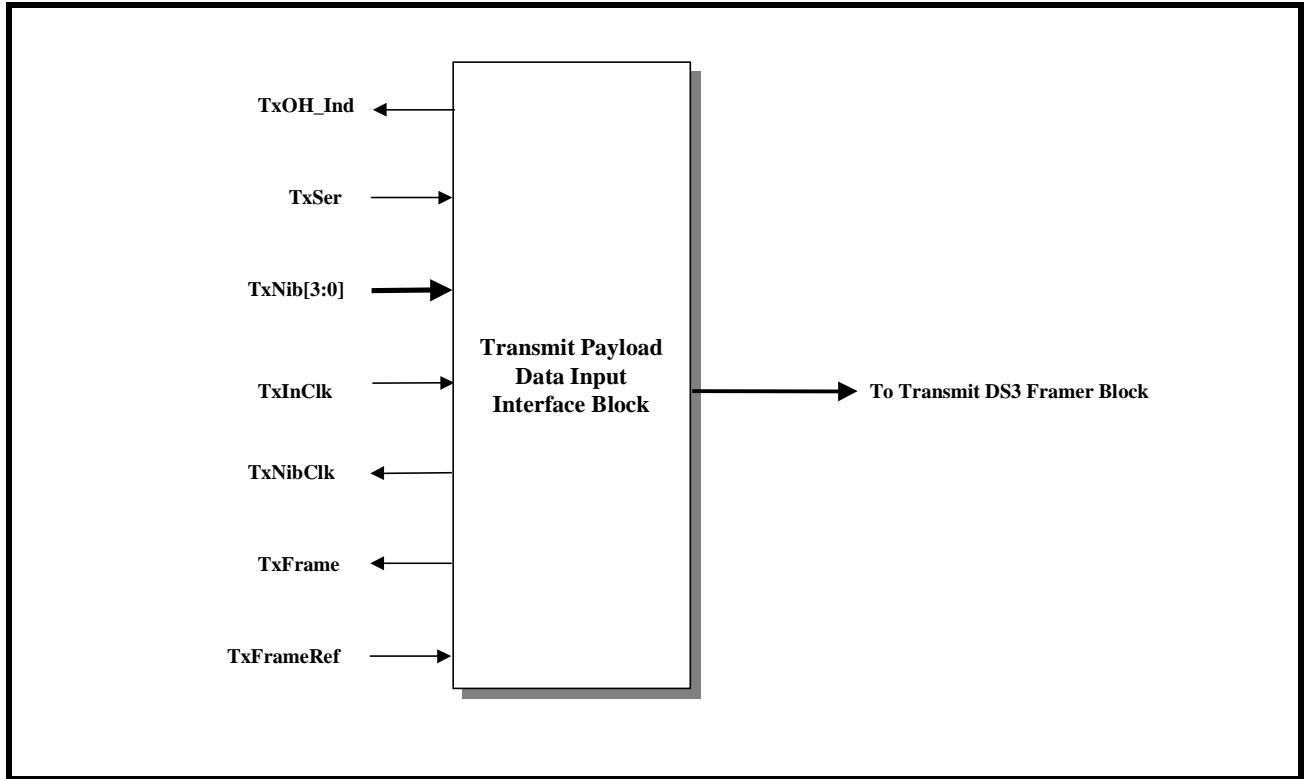 TxOH_Ind
TxSer
TxNib[3:0]
TxInClk
TxNibClk
TxFrame
TxFrameRef
Transmit Payload
Data Input
Interface Block
To Transmit DS3 Framer Block